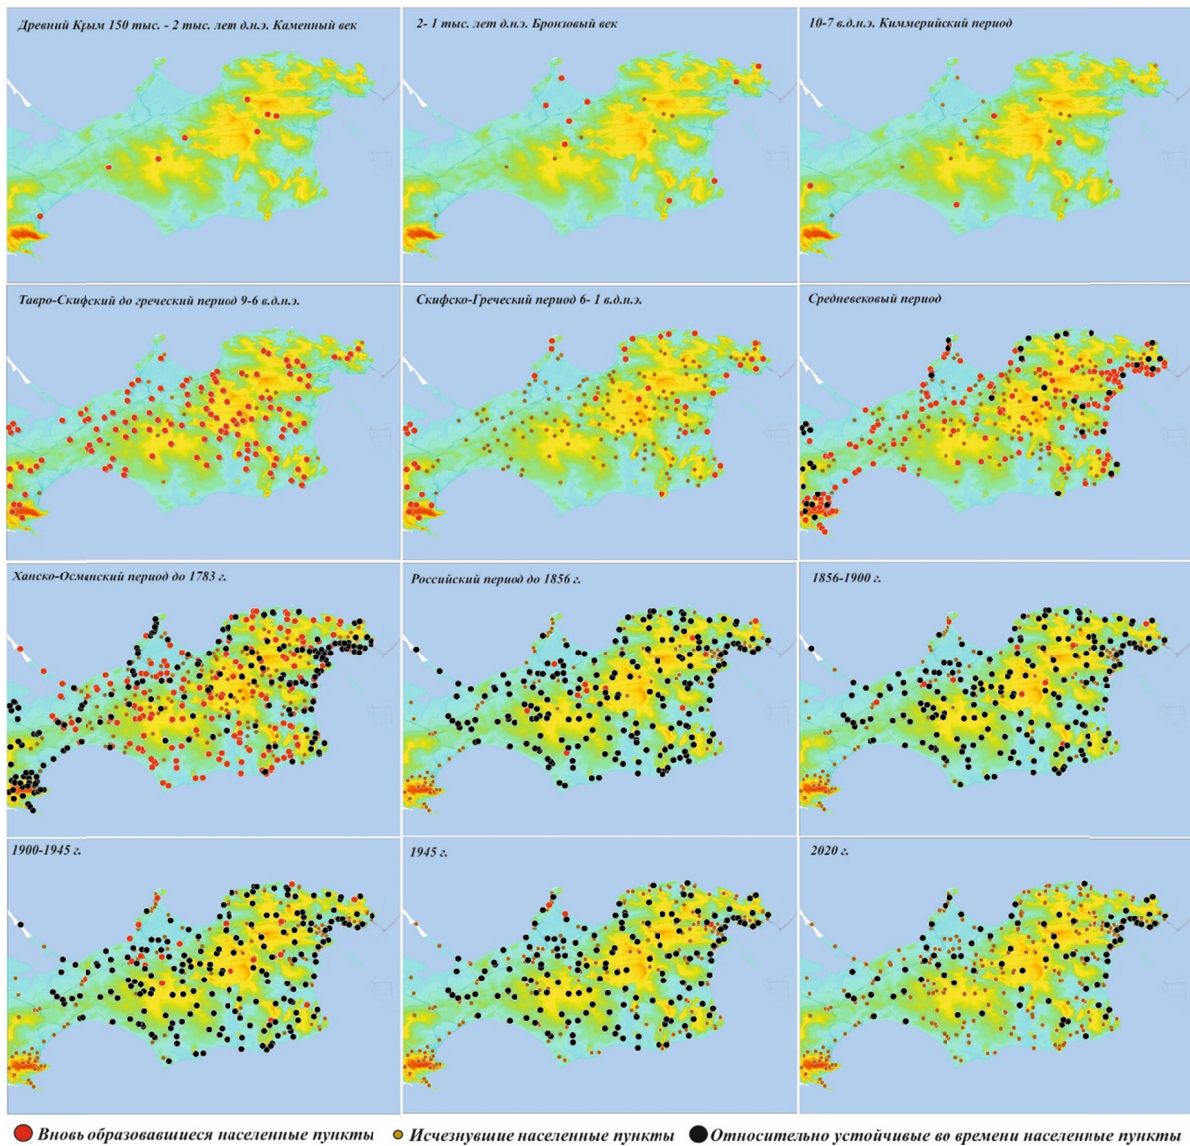 Древний Крым 150 тыс. - 2 тыс. лет д.н.э. Каменный век
2- 1 тыс. лет д.н.э. Бронзовый век
10-7 в.д.н.э. Киммерийский период
Тавро-Скифский до греческий период 9-6 в.д.н.э.
Скифско-Греческий период 6- 1 в.д.н.э.
Средневековый период
Ханско-Османский период до 1783 г.
Российский период до 1856 г.
1856-1900 г.
1900-1945 г.
1945 г.
2020 г.
Вновь образовавшиеся населенные пункты
Исчезнувшие населенные пункты
Относительно устойчивые во времени населенные пункты